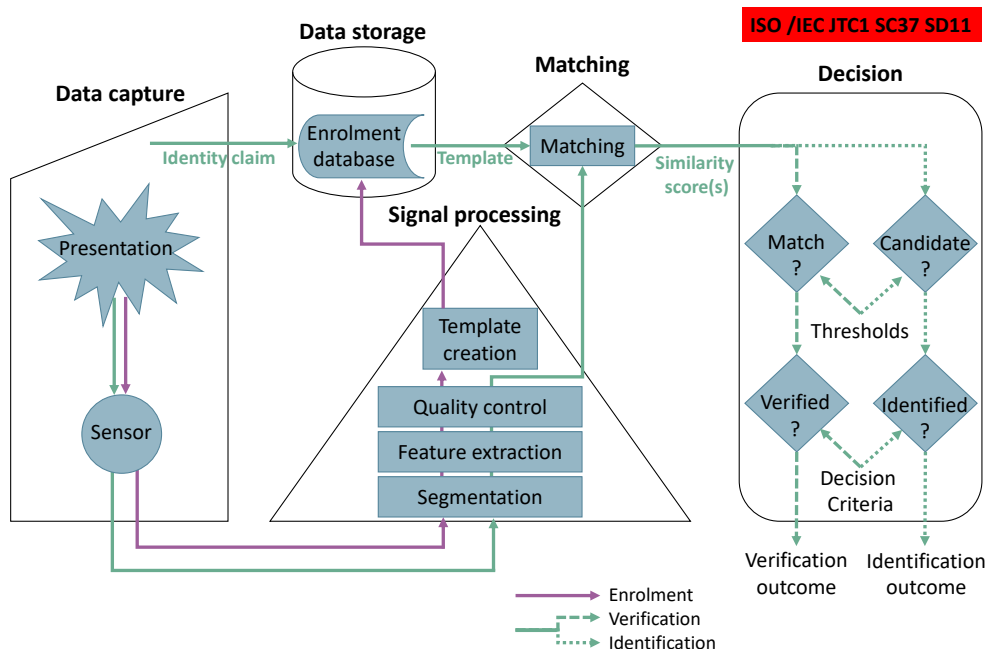 ISO /IEC JTC1 SC37 SD11
Data storage
Matching
Decision
Data capture
Enrolment
database
Identity claim
Template
Matching
Similarity
score(s)
Signal processing
Presentation
Match
?
Candidate
?
Template
creation
Thresholds
Sensor
Quality control
Feature extraction
Segmentation
Verified
?
Identified
?
Decision
Criteria
Verification
outcome
Identification
outcome
Enrolment
Verification
Identification